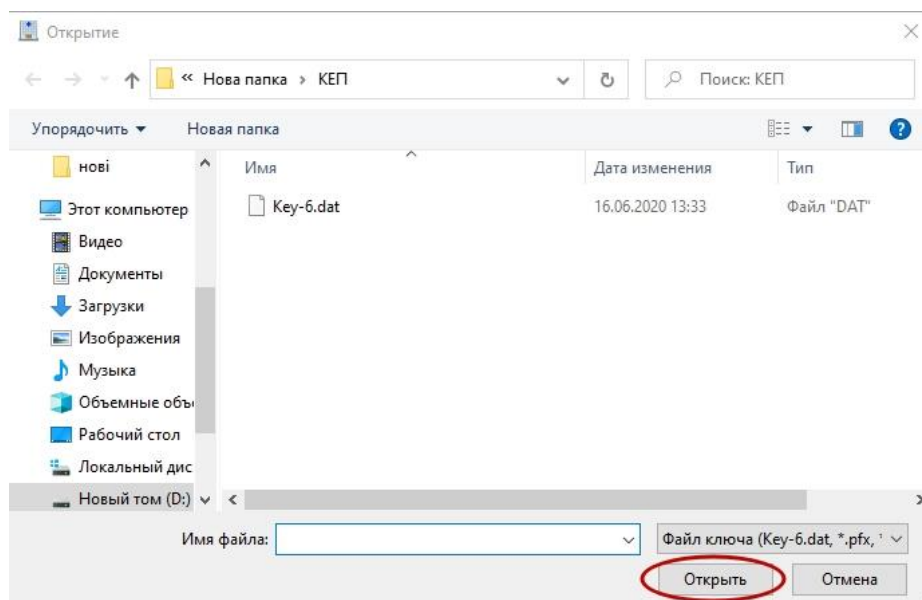 Открытие
« Нова папка › КЕП
Поиск: КЕП
Упорядочить
Новая папка
нові
Имя
Дата изменения
Тип
Этот компьютер
Key-6.dat
16.06.2020 13:33
Файл "DAT"
Видео
Документы
Загрузки
Изображения
Музыка
Объемные объ
Рабочий стол
Локальный дис
Новый том (D:)
Имя файла:
Файл ключа (Key-6.dat, *.pfx,
Открыть
Отмена